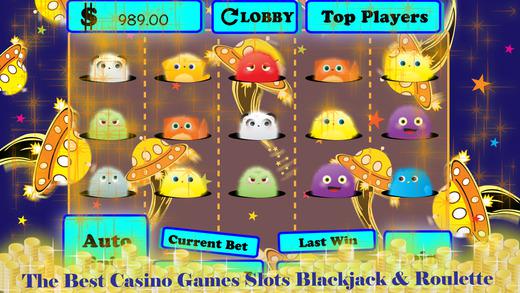 $ 989.00
LOBBY
Top Players
Auto
Current Bet
Last Win
The Best Casino Games Slots Blackjack & Roulette